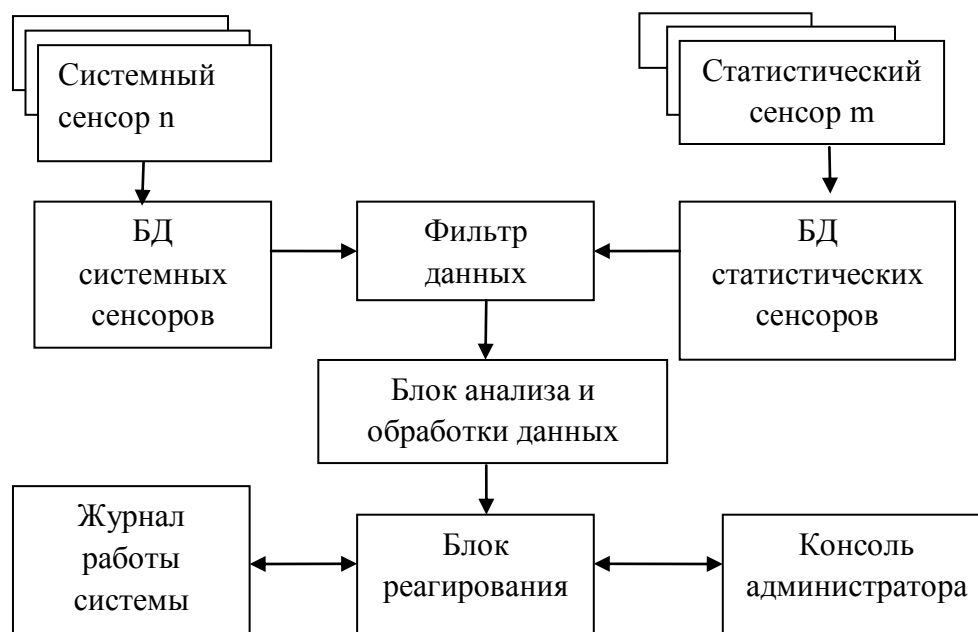 Системный
сенсор n
Статистический
сенсор m
БД
системных
сенсоров
Фильтр
данных
БД
статистических
сенсоров
Блок анализа и
обработки данных
Журнал
работы
системы
Блок
реагирования
Консоль
администратора